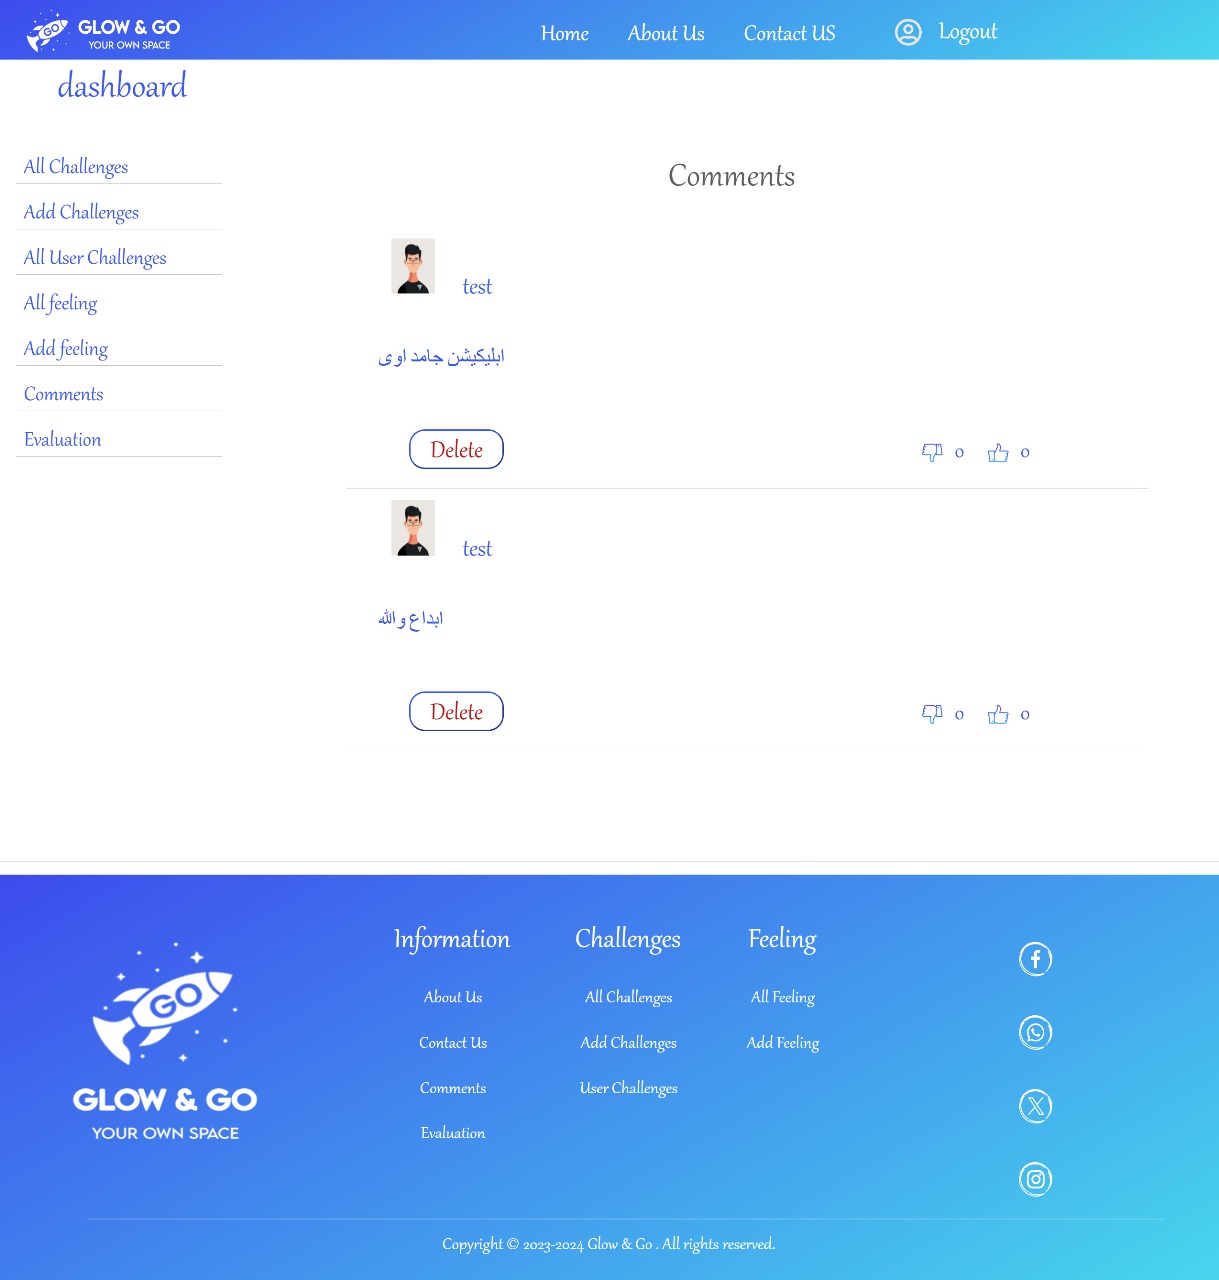 GO
GLOW & GO
YOUR OWN SPACE
Home
About Us
Contact US
Logout
dashboard
All Challenges
Add Challenges
All User Challenges
All feeling
Add feeling
Comments
Evaluation
Comments
test
ابليكيشن جامد اوى
Delete
0
0
test
ابداع والله
Delete
0
0
GO
GLOW & GO
YOUR OWN SPACE
Information
About Us
Contact Us
Comments
Evaluation
Challenges
All Challenges
Add Challenges
User Challenges
Feeling
All Feeling
Add Feeling
Copyright © 2023-2024 Glow & Go . All rights reserved.